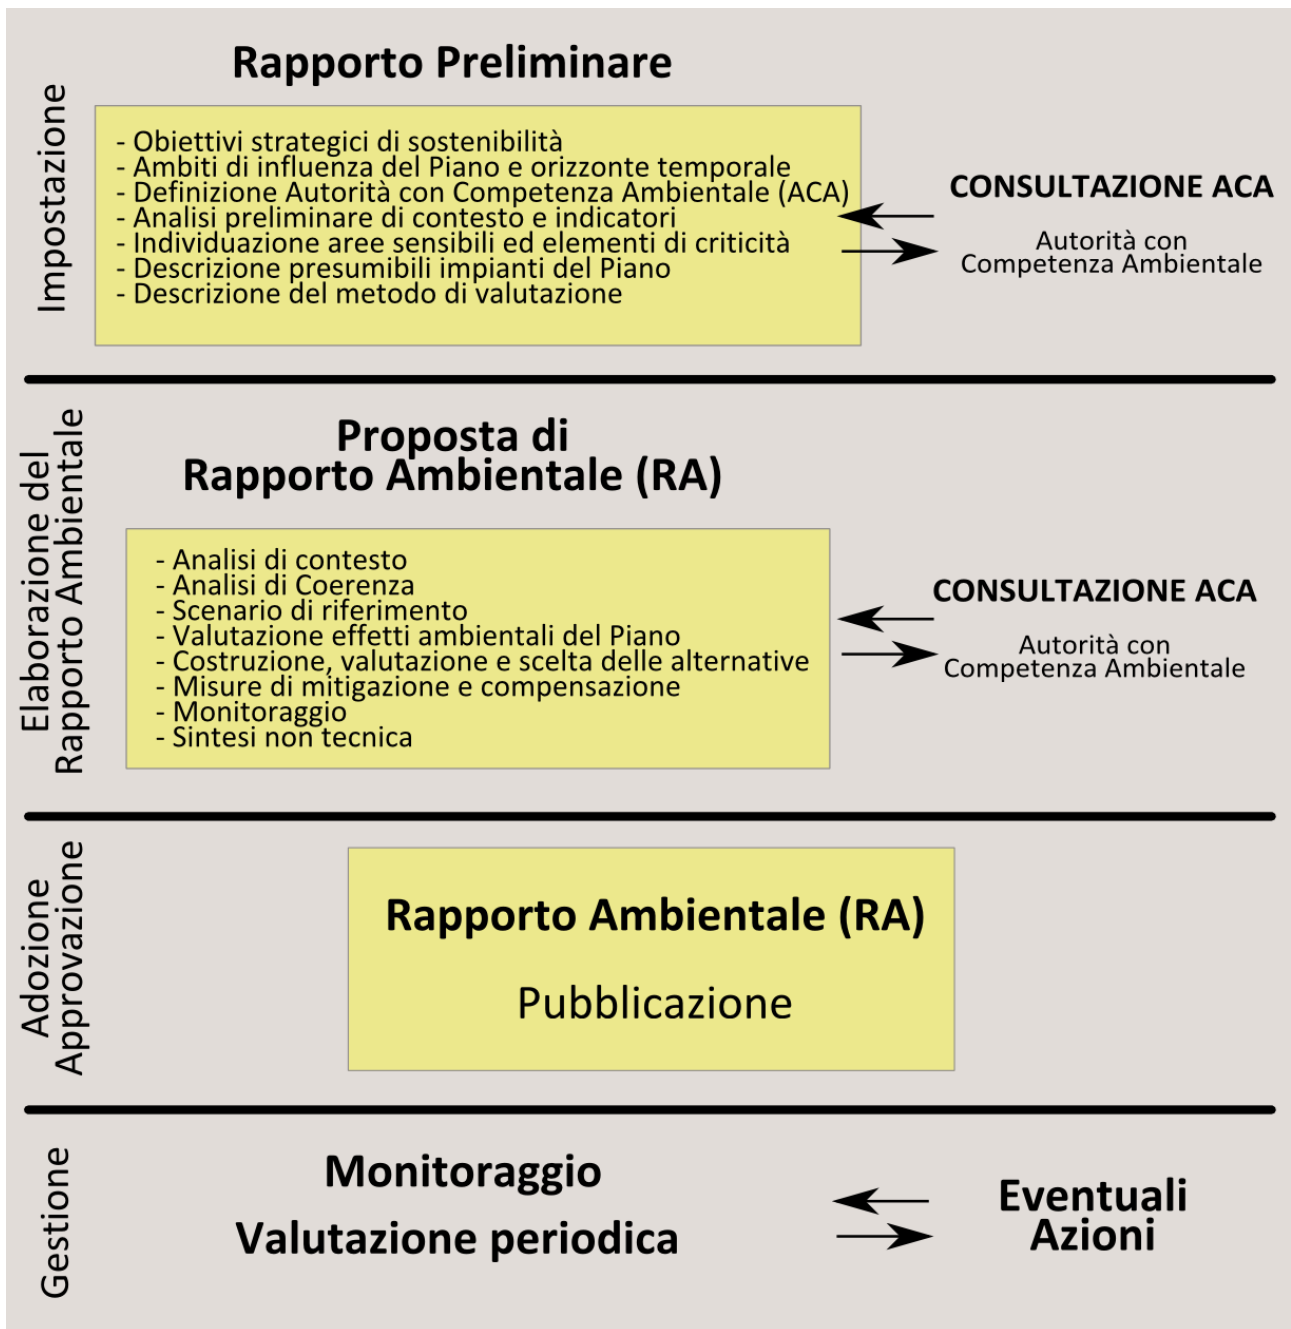 Impostazione
Rapporto Preliminare
- Obiettivi strategici di sostenibilità
- Ambiti di influenza del Piano e orizzonte temporale
- Definizione Autorità con Competenza Ambientale (ACA)
- Analisi preliminare di contesto e indicatori
- Individuazione aree sensibili ed elementi di criticità
- Descrizione presumibili impianti del Piano
- Descrizione del metodo di valutazione
CONSULTAZIONE ACA
Autorità con
Competenza Ambientale
Elaborazione del
Rapporto Ambientale
Proposta di
Rapporto Ambientale (RA)
- Analisi di contesto
- Analisi di Coerenza
- Scenario di riferimento
- Valutazione effetti ambientali del Piano
- Costruzione, valutazione e scelta delle alternative
- Misure di mitigazione e compensazione
- Monitoraggio
- Sintesi non tecnica
CONSULTAZIONE ACA
Autorità con
Competenza Ambientale
Adozione
Approvazione
Rapporto Ambientale (RA)
Pubblicazione
Gestione
Monitoraggio
Valutazione periodica
Eventuali
Azioni